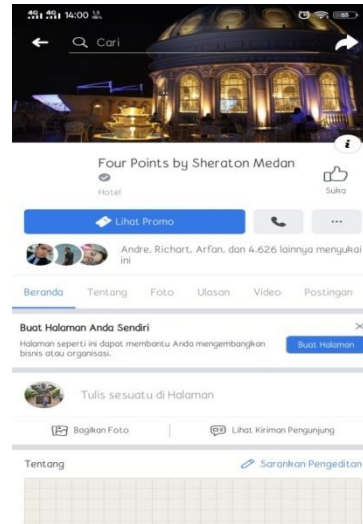 4G 4G 14:00
Cari
Four Points by Sheraton Medan
Hotel
Suka
Lihat Promo
Andre. Richart. Arfan. dan 4.626 lainnya menyukai
ini
Beranda Tentang Foto Ulasan Video Postingan
Buat Halaman Anda Sendiri
Halaman seperti ini dapat membantu Anda mengembangkan
bisnis atau organisasi.
Buat Halaman
Tulis sesuatu di Halaman
Bagikan Foto
Lihat Kiriman Pengunjung
Tentang
Sarankan Pengeditan